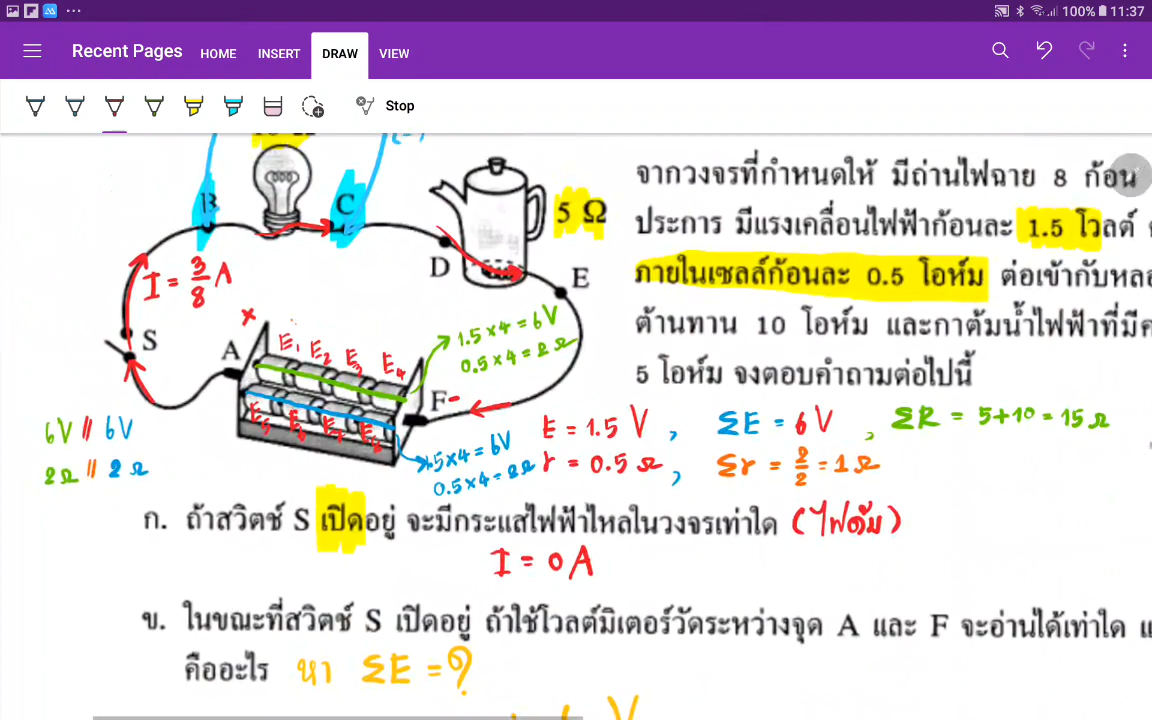 100% 11:37
Recent Pages HOME INSERT DRAW VIEW
Stop
B
C
D
E
5 Ω
I = 3/8 A
S
A
F-
E₁ E₂ E₃ E₄
1.5 × 4 = 6V
0.5 × 4 = 2Ω
6V // 6V
2Ω // 2Ω
.5 × 4 = 6V
0.5 × 4 = 2Ω
จากวงจรที่กำหนดให้ มีถ่านไฟฉาย 8 ก้อน
ประการ มีแรงเคลื่อนไฟฟ้าก้อนละ 1.5 โวลต์
ภายในเซลล์ก้อนละ 0.5 โอห์ม ต่อเข้ากับหลอ
ต้านทาน 10 โอห์ม และกาต้มน้ำไฟฟ้าที่มีค
5 โอห์ม จงตอบคำถามต่อไปนี้
E = 1.5 V , ΣE = 6 V , ΣR = 5+10 = 15 Ω
r = 0.5 Ω , Σr = 2/2 = 1 Ω
ก. ถ้าสวิตช์ S เปิดอยู่ จะมีกระแสไฟฟ้าไหลในวงจรเท่าใด (ไฟดับ)
I = 0 A
ข. ในขณะที่สวิตช์ S เปิดอยู่ ถ้าใช้โวลต์มิเตอร์วัดระหว่างจุด A และ F จะอ่านได้เท่าใด แ
คืออะไร หา ΣE = ?